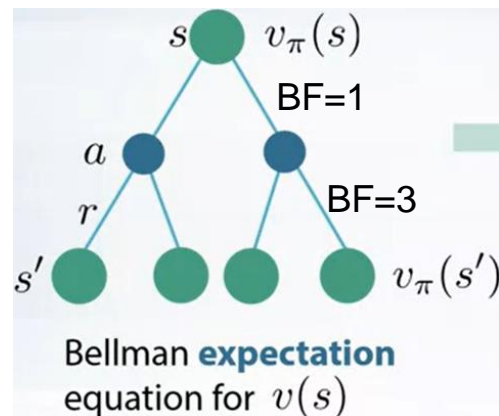 s v_π(s)
BF=1
a
r BF=3
s′ v_π(s′)
Bellman expectation
equation for v(s)